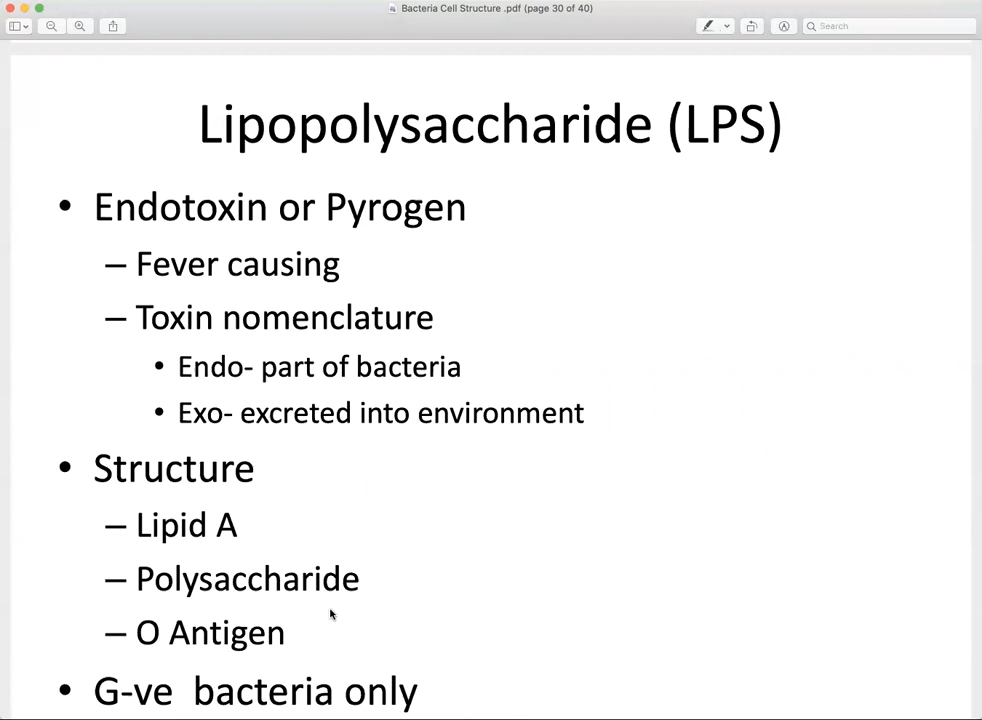 Bacteria Cell Structure .pdf (page 30 of 40)
Search
Lipopolysaccharide (LPS)
• Endotoxin or Pyrogen
– Fever causing
– Toxin nomenclature
• Endo- part of bacteria
• Exo- excreted into environment
• Structure
– Lipid A
– Polysaccharide
– O Antigen
• G-ve bacteria only